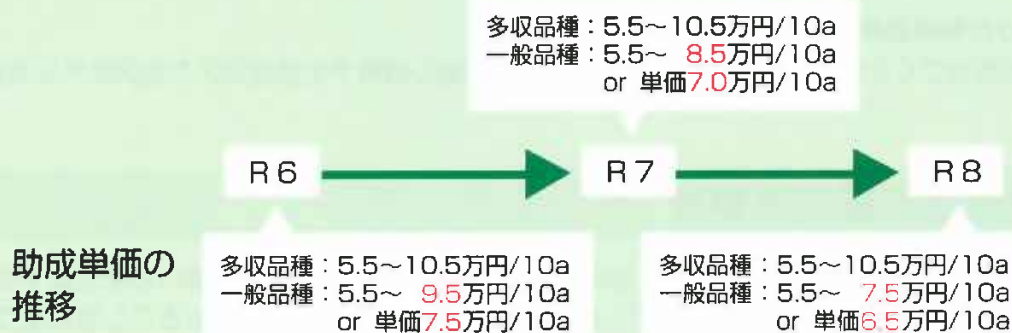 多収品種：5.5～10.5万円/10a
一般品種：5.5～ 8.5万円/10a
or 単価7.0万円/10a
R6
R7
R8
助成単価の
推移
多収品種：5.5～10.5万円/10a
一般品種：5.5～ 9.5万円/10a
or 単価7.5万円/10a
多収品種：5.5～10.5万円/10a
一般品種：5.5～ 7.5万円/10a
or 単価6.5万円/10a